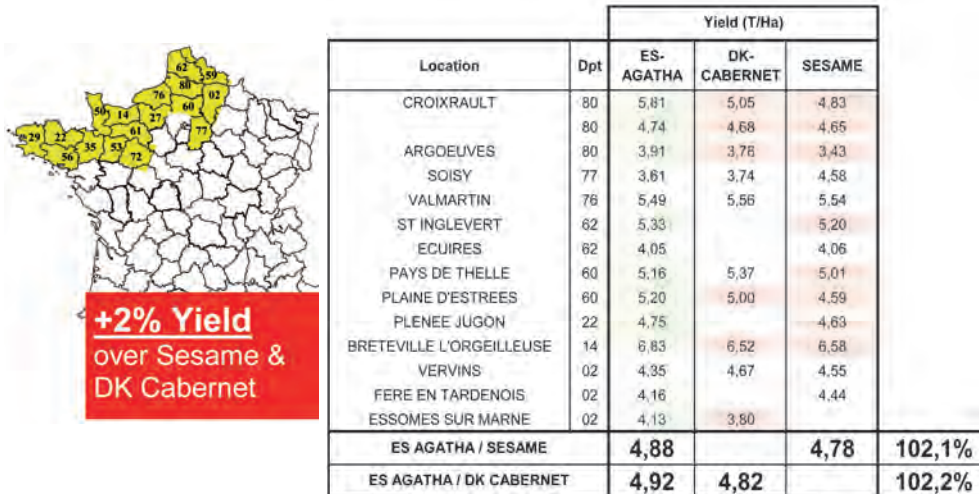 62
59
80
76
02
50
60
14
27
61
77
29
22
35
53
56
72
+2% Yield
over Sesame &
DK Cabernet
Yield (T/Ha)
Location Dpt ES-AGATHA DK-CABERNET SESAME
CROIXRAULT 80 5,81 5,05 4,83
80 4,74 4,68 4,65
ARGOEUVES 80 3,91 3,76 3,43
SOISY 77 3,61 3,74 4,58
VALMARTIN 76 5,49 5,56 5,54
ST INGLEVERT 62 5,33 5,20
ECUIRES 62 4,05 4,06
PAYS DE THELLE 60 5,16 5,37 5,01
PLAINE D'ESTREES 60 5,20 5,00 4,59
PLENEE JUGON 22 4,75 4,63
BRETEVILLE L'ORGEILLEUSE 14 6,83 6,52 6,58
VERVINS 02 4,35 4,67 4,55
FERE EN TARDENOIS 02 4,16 4,44
ESSOMES SUR MARNE 02 4,13 3,80
ES AGATHA / SESAME 4,88 4,78 102,1%
ES AGATHA / DK CABERNET 4,92 4,82 102,2%